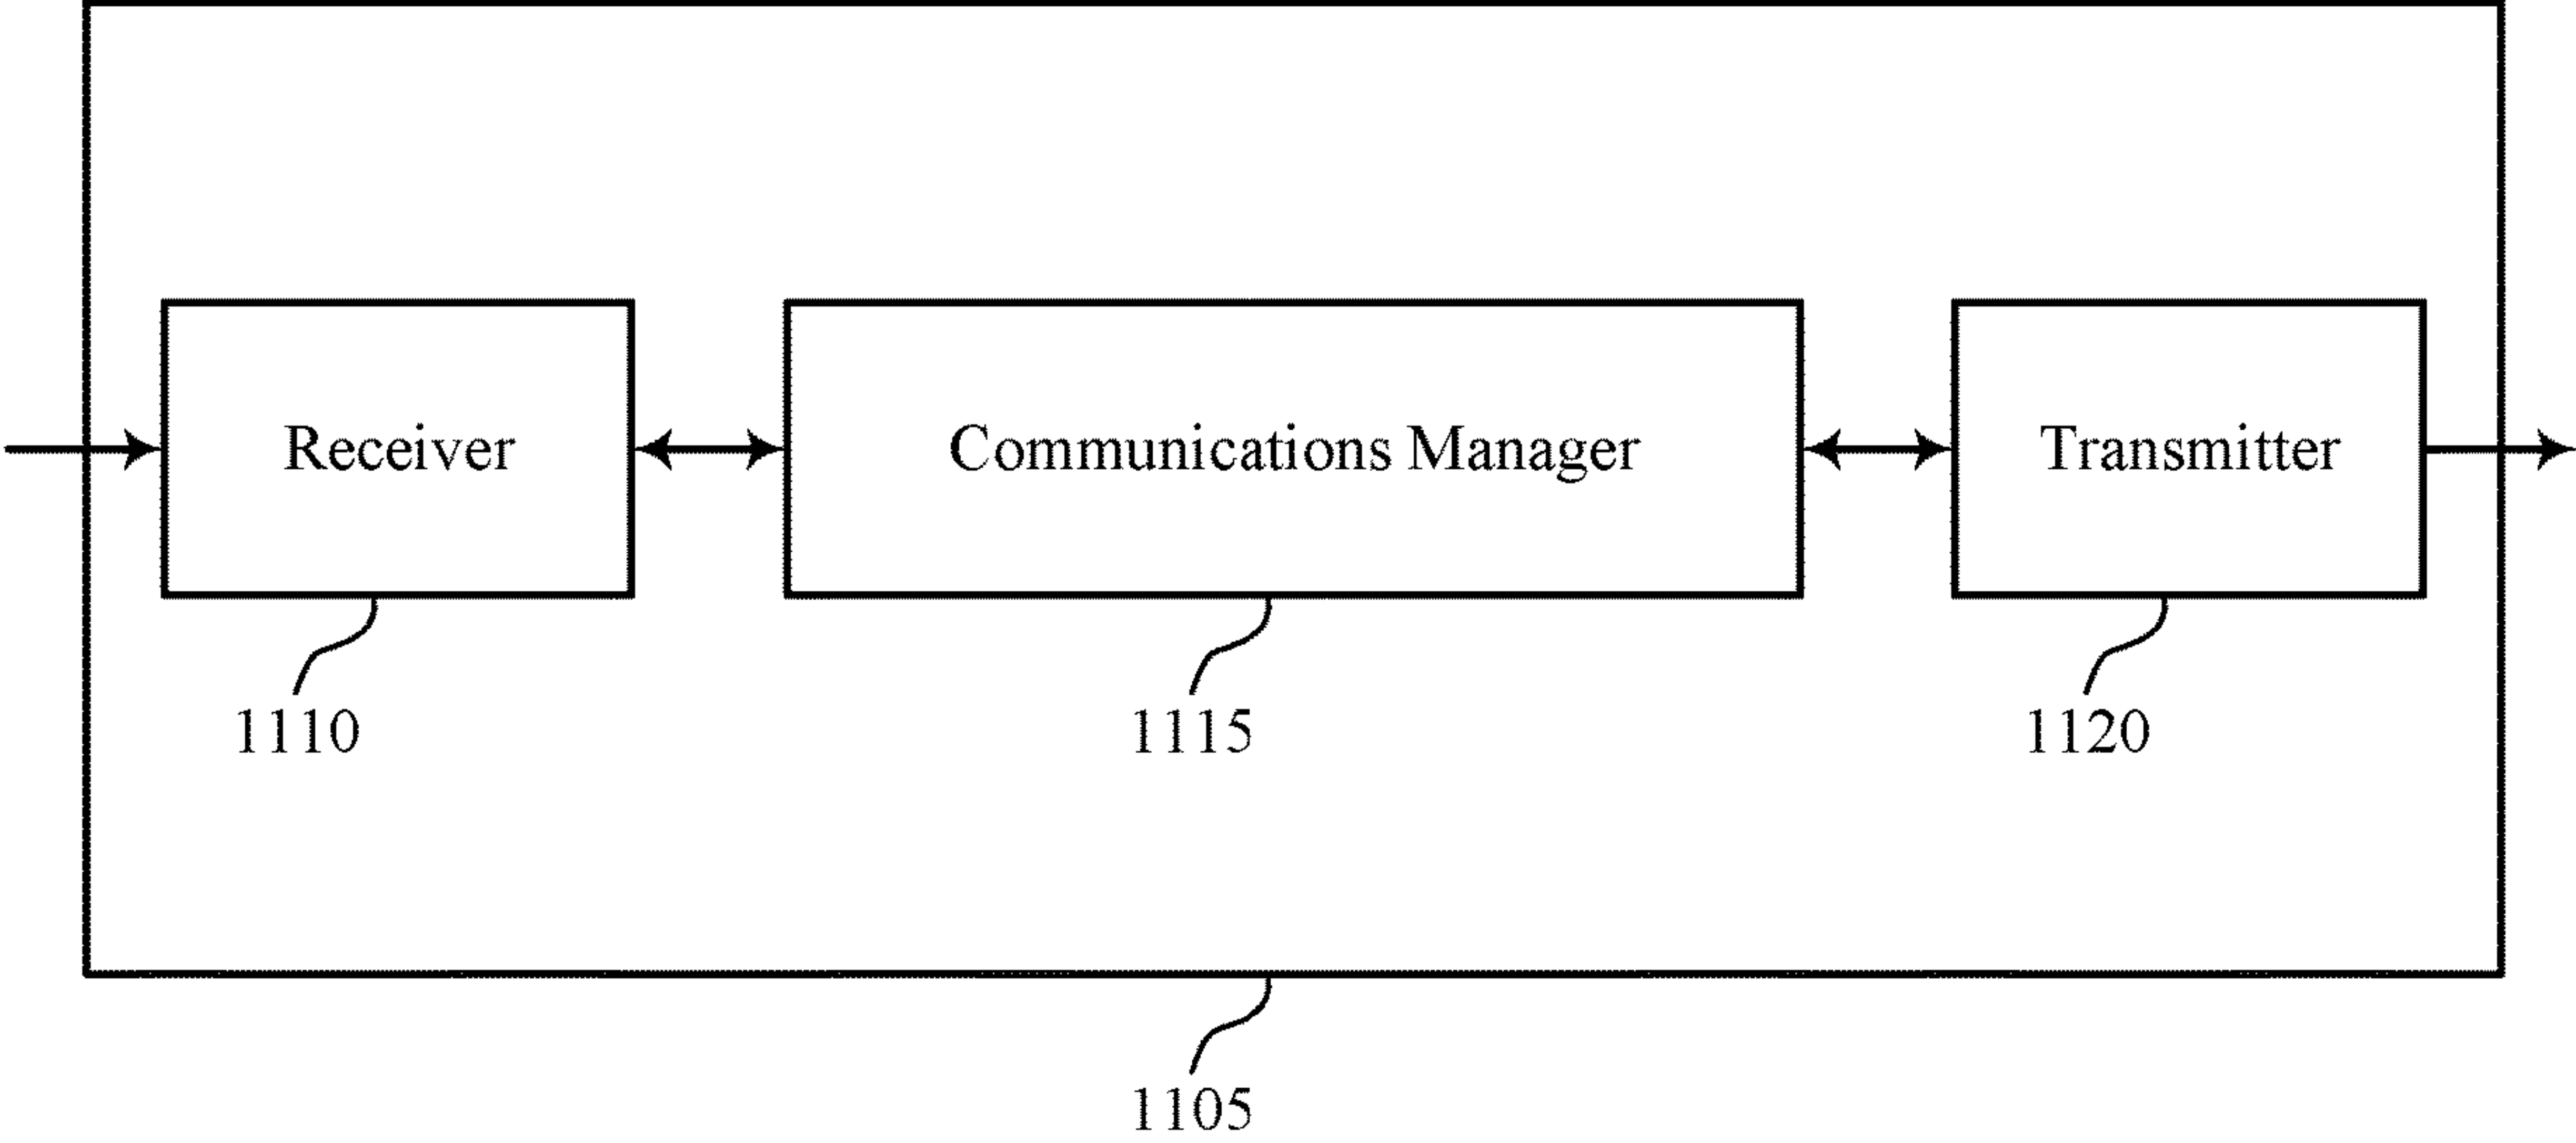 Receiver
Communications Manager
Transmitter
1110
1115
1120
1105